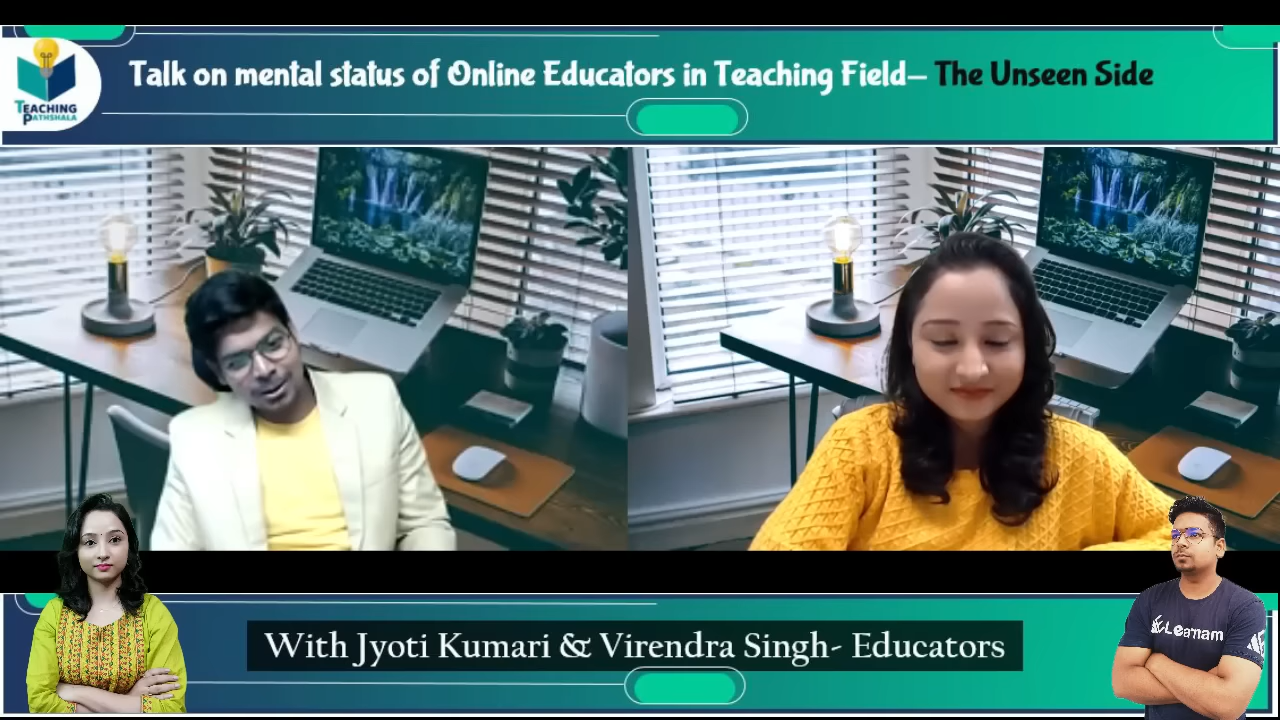 Talk on mental status of Online Educators in Teaching Field- The Unseen Side
TEACHING
PATHSHALA
With Jyoti Kumari & Virendra Singh- Educators
Learnam